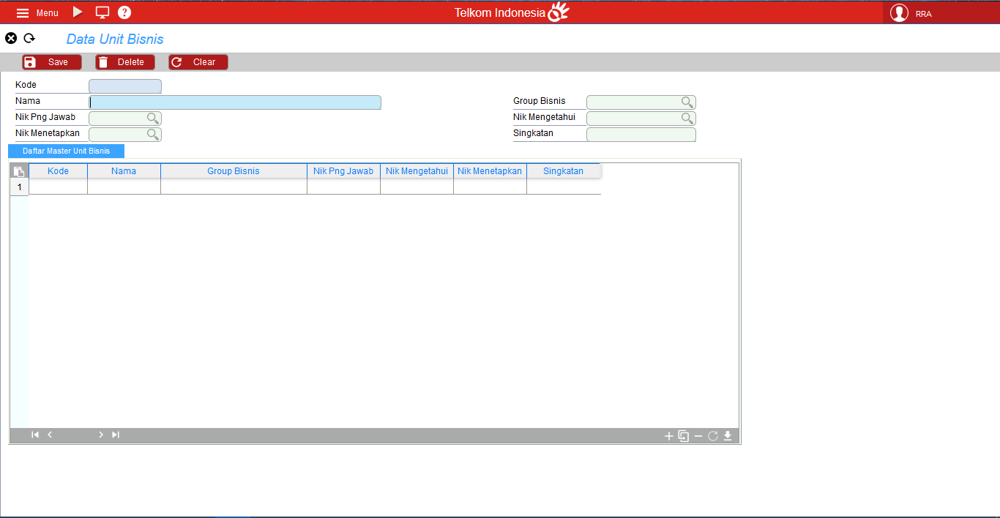 Menu ? Telkom Indonesia RRA
Data Unit Bisnis
Save Delete Clear
Kode
Nama Group Bisnis
Nik Png Jawab Nik Mengetahui
Nik Menetapkan Singkatan
Daftar Master Unit Bisnis
Kode Nama Group Bisnis Nik Png Jawab Nik Mengetahui Nik Menetapkan Singkatan
1